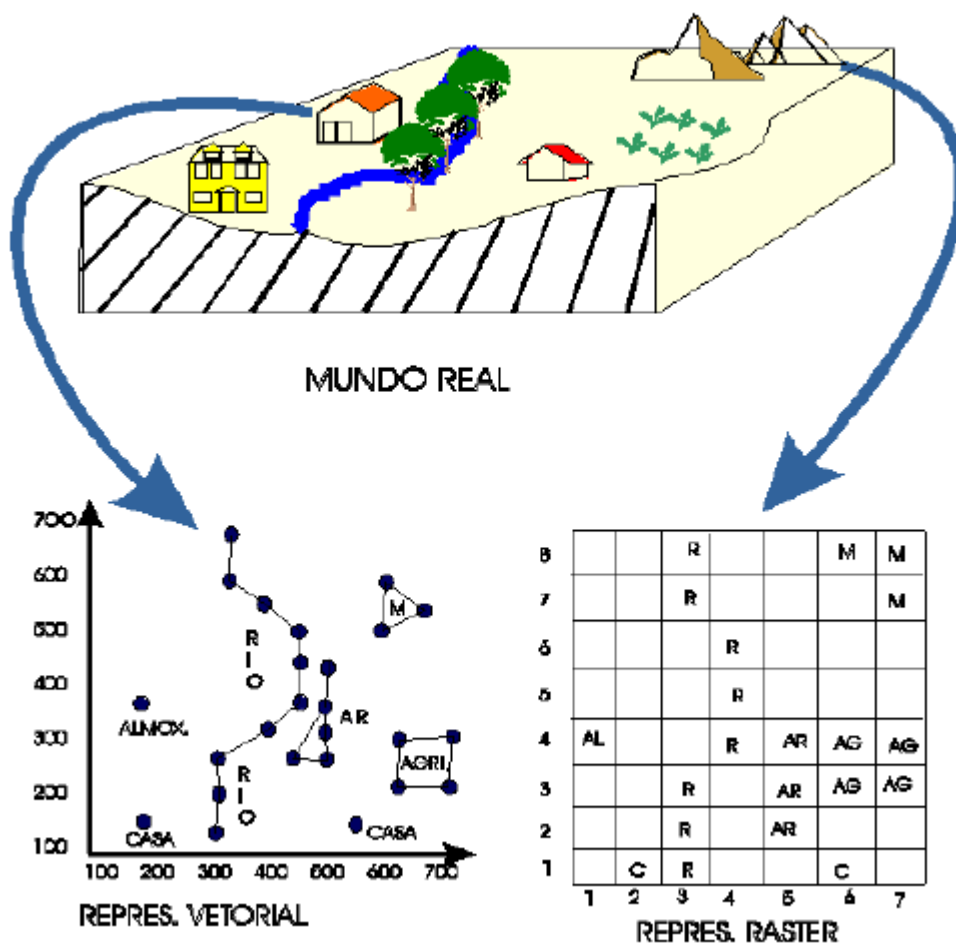 MUNDO REAL
700
600
500
400
300
200
100
RIO
M
ALMOX.
AR
RIO
AGRI.
CASA
CASA
100 200 300 400 500 600 700
REPRES. VETORIAL
8 R M M
7 R M
6 R
5 R
4 AL R AR AG AG
3 R AR AG AG
2 R AR
1 C R C
1 2 3 4 5 6 7
REPRES. RASTER